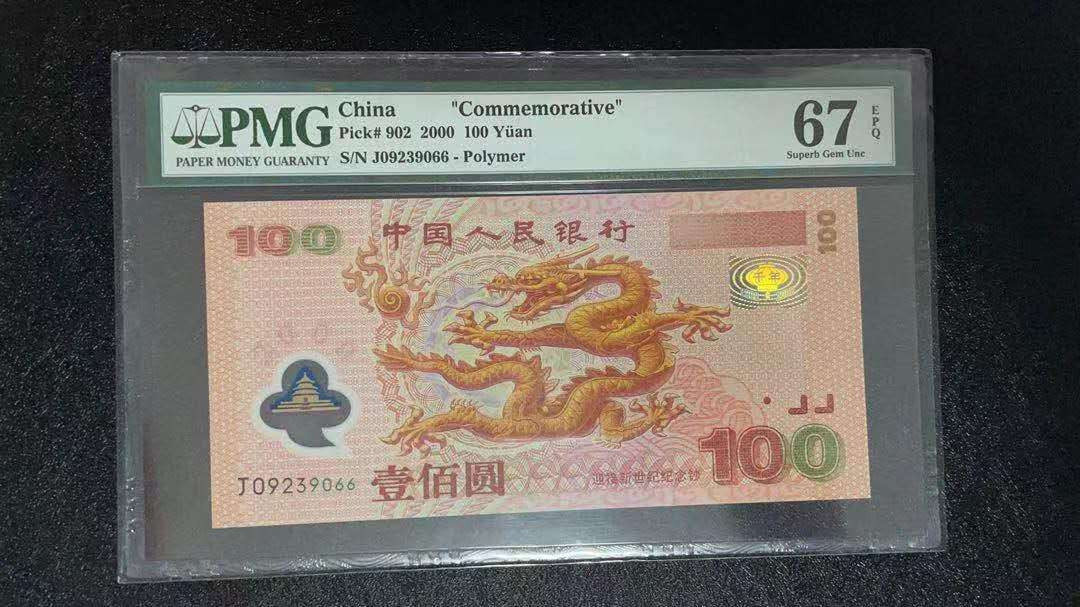 PMG
PAPER MONEY GUARANTY
China "Commemorative"
Pick# 902 2000 100 Yüan
S/N J09239066 - Polymer
67
EPQ
Superb Gem Unc
100
中国人民银行
100
千年
J09239066
壹佰圆
100
迎接新世纪纪念钞